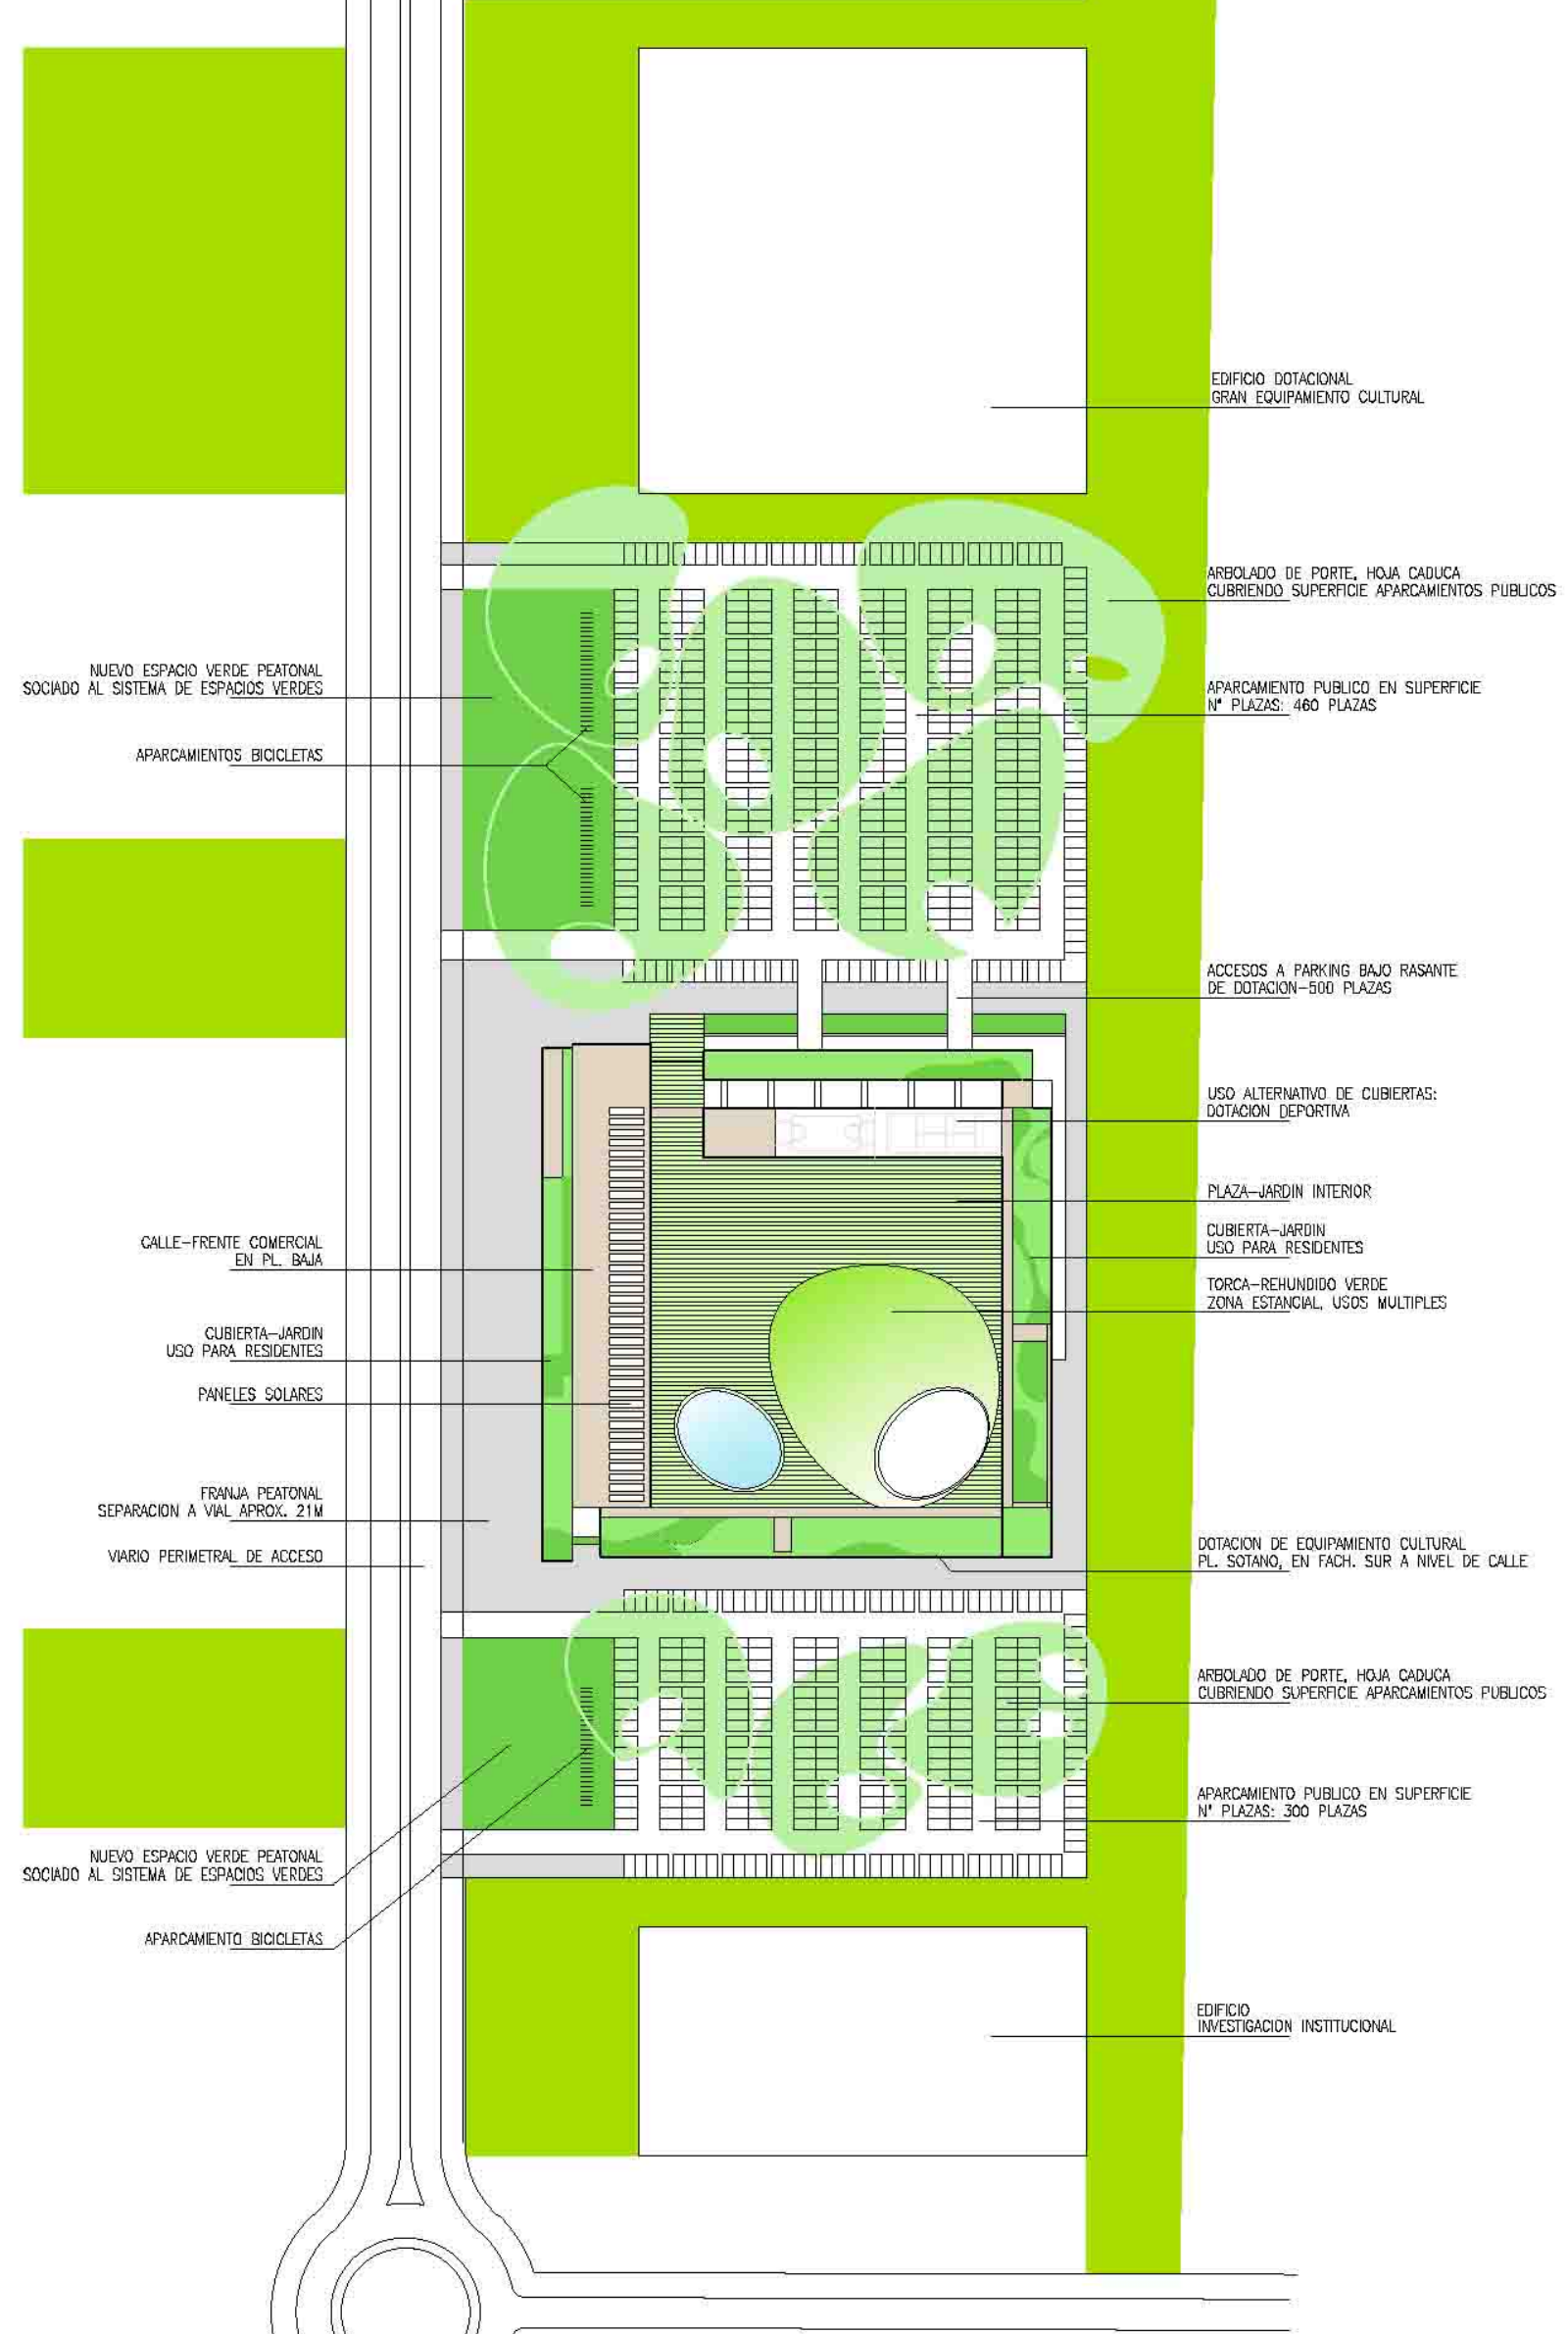 EDIFICIO DOTACIONAL
GRAN EQUIPAMIENTO CULTURAL
ARBOLADO DE PORTE, HOJA CADUCA
CUBRIENDO SUPERFICIE APARCAMIENTOS PUBLICOS
NUEVO ESPACIO VERDE PEATONAL
SOCIADO AL SISTEMA DE ESPACIOS VERDES
APARCAMIENTO PUBLICO EN SUPERFICIE
Nº PLAZAS: 460 PLAZAS
APARCAMIENTOS BICICLETAS
ACCESOS A PARKING BAJO RASANTE
DE DOTACION-500 PLAZAS
USO ALTERNATIVO DE CUBIERTAS:
DOTACION DEPORTIVA
PLAZA-JARDIN INTERIOR
CUBIERTA-JARDIN
USO PARA RESIDENTES
CALLE-FRENTE COMERCIAL
EN PL. BAJA
TORCA-REHUNDIDO VERDE
ZONA ESTANCIAL, USOS MULTIPLES
CUBIERTA-JARDIN
USO PARA RESIDENTES
PANELES SOLARES
FRANJA PEATONAL
SEPARACION A VIAL APROX. 21M
VIARIO PERIMETRAL DE ACCESO
DOTACION DE EQUIPAMIENTO CULTURAL
PL. SOTANO, EN FACH. SUR A NIVEL DE CALLE
ARBOLADO DE PORTE, HOJA CADUCA
CUBRIENDO SUPERFICIE APARCAMIENTOS PUBLICOS
APARCAMIENTO PUBLICO EN SUPERFICIE
Nº PLAZAS: 300 PLAZAS
NUEVO ESPACIO VERDE PEATONAL
SOCIADO AL SISTEMA DE ESPACIOS VERDES
APARCAMIENTO BICICLETAS
EDIFICIO
INVESTIGACION INSTITUCIONAL